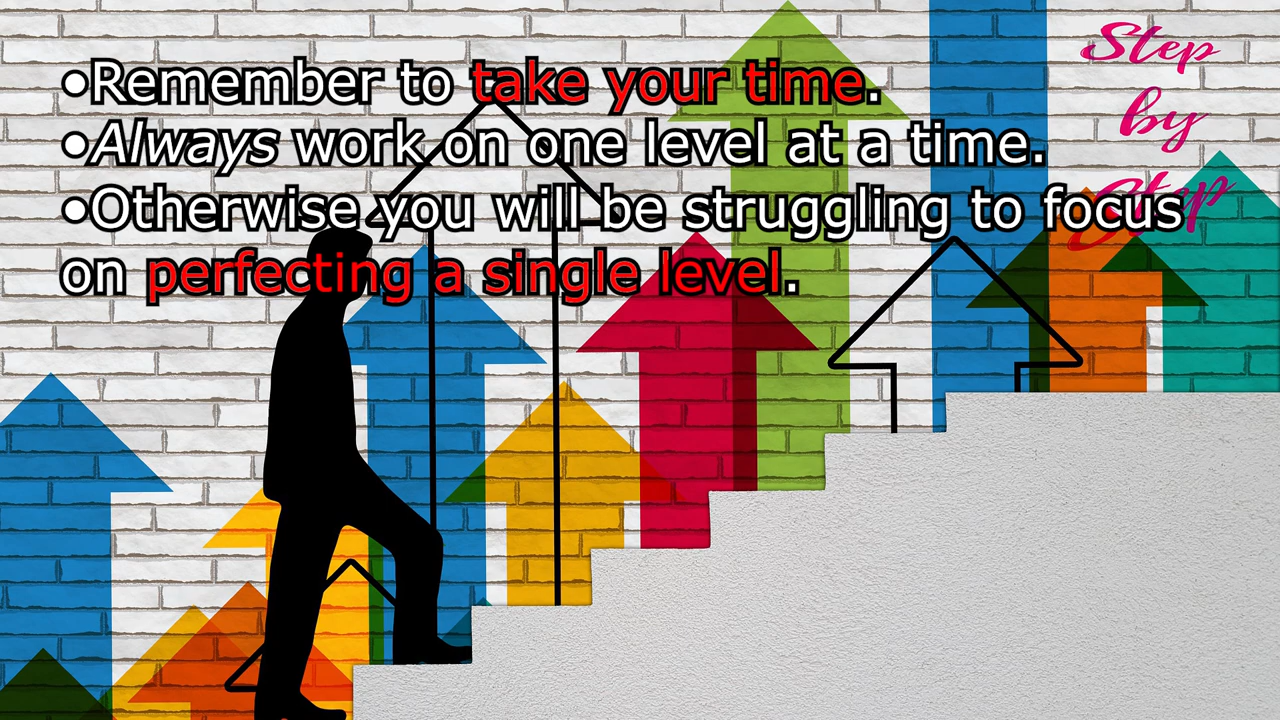 •Remember to take your time.
•Always work on one level at a time.
•Otherwise you will be struggling to focus
on perfecting a single level.
Step
by
Step